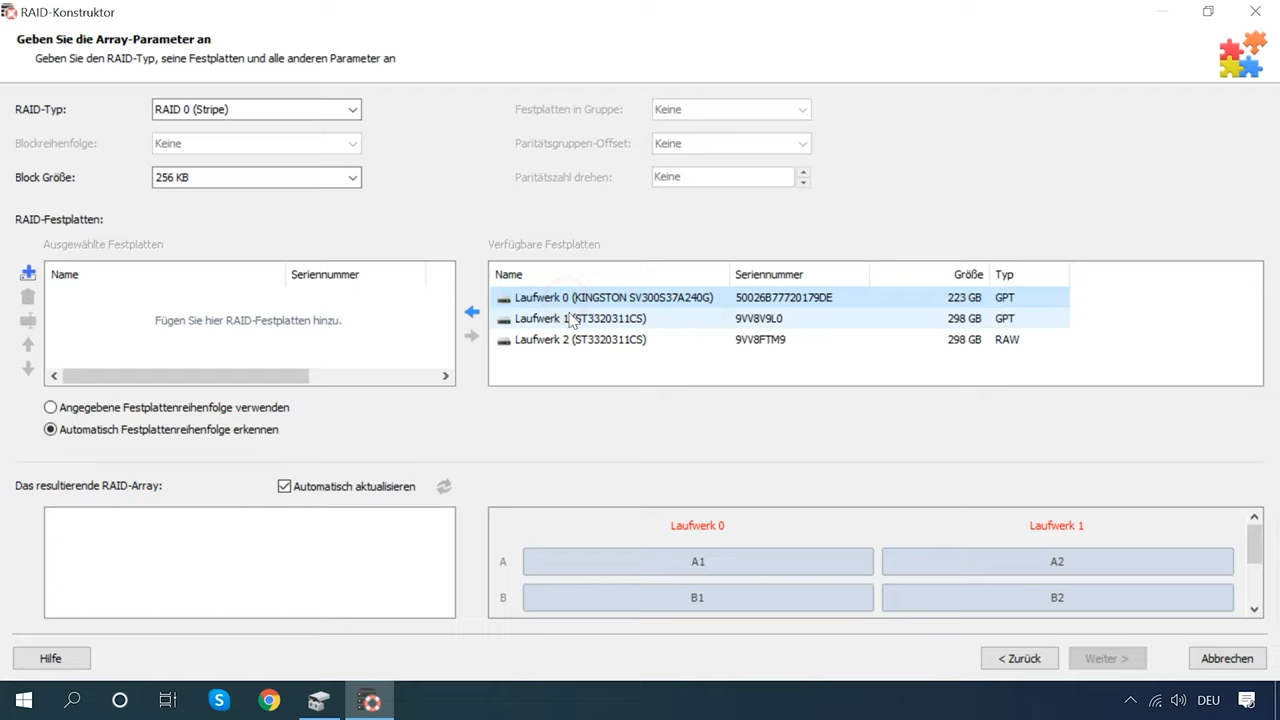 RAID-Konstruktor
Geben Sie die Array-Parameter an
Geben Sie den RAID-Typ, seine Festplatten und alle anderen Parameter an
RAID-Typ: RAID 0 (Stripe) Festplatten in Gruppe: Keine
Blockreihenfolge: Keine Paritätsgruppen-Offset: Keine
Block Größe: 256 KB Paritätszahl drehen: Keine
RAID-Festplatten:
Ausgewählte Festplatten Verfügbare Festplatten
Name Seriennummer Name Seriennummer Größe Typ
Laufwerk 0 (KINGSTON SV300S37A240G) 50026B77720179DE 223 GB GPT
Fügen Sie hier RAID-Festplatten hinzu. Laufwerk 1 (ST3320311CS) 9VV8V9L0 298 GB GPT
Laufwerk 2 (ST3320311CS) 9VV8FTM9 298 GB RAW
Angegebene Festplattenreihenfolge verwenden
Automatisch Festplattenreihenfolge erkennen
Das resultierende RAID-Array: Automatisch aktualisieren
Laufwerk 0 Laufwerk 1
A A1 A2
B B1 B2
Hilfe < Zurück Weiter > Abbrechen
DEU